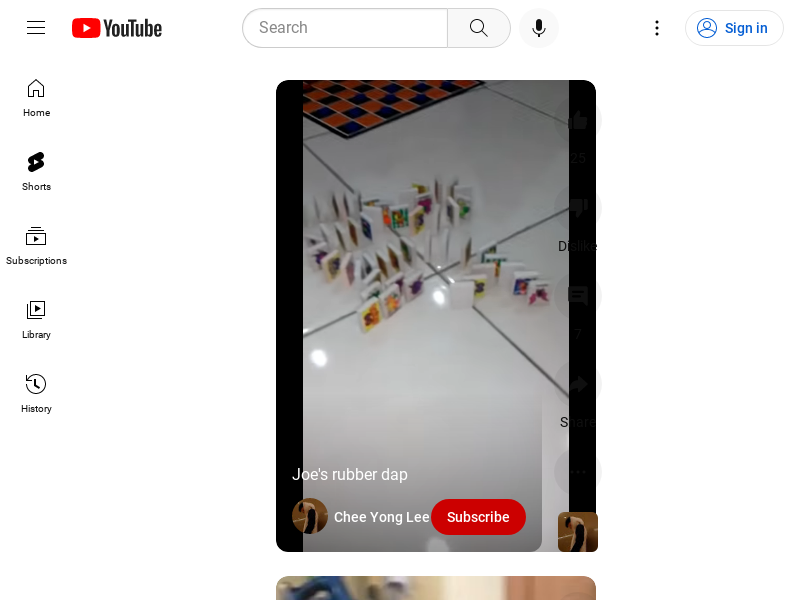 YouTube
Search
Sign in
Home
Shorts
Subscriptions
Library
History
25
Dislike
7
Share
Joe's rubber dap
Chee Yong Lee
Subscribe